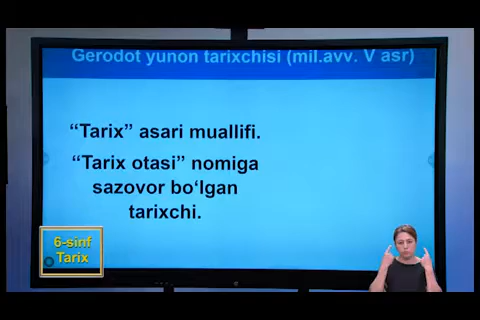 Gerodot yunon tarixchisi (mil.avv. V asr)
“Tarix” asari muallifi.
“Tarix otasi” nomiga
sazovor bo‘lgan
tarixchi.
6-sinf
Tarix